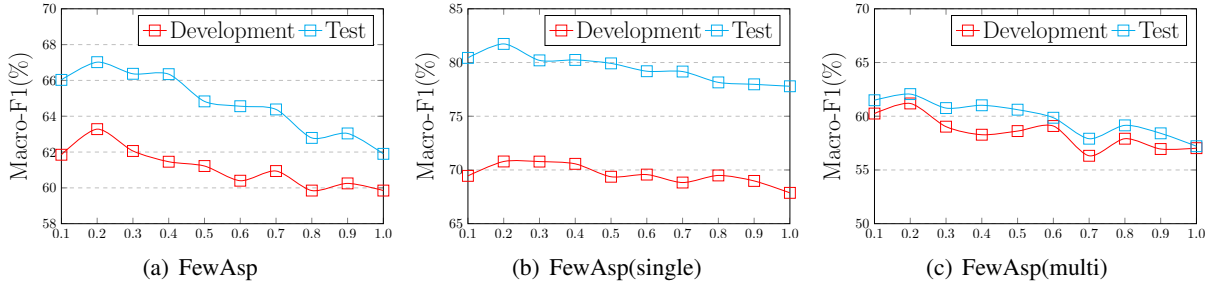 Macro-F1(%)
70
68
66
64
62
60
58
Development
Test
0.1 0.2 0.3 0.4 0.5 0.6 0.7 0.8 0.9 1.0
(a) FewAsp
Macro-F1(%)
85
80
75
70
65
Development
Test
0.1 0.2 0.3 0.4 0.5 0.6 0.7 0.8 0.9 1.0
(b) FewAsp(single)
Macro-F1(%)
70
65
60
55
50
Development
Test
0.1 0.2 0.3 0.4 0.5 0.6 0.7 0.8 0.9 1.0
(c) FewAsp(multi)